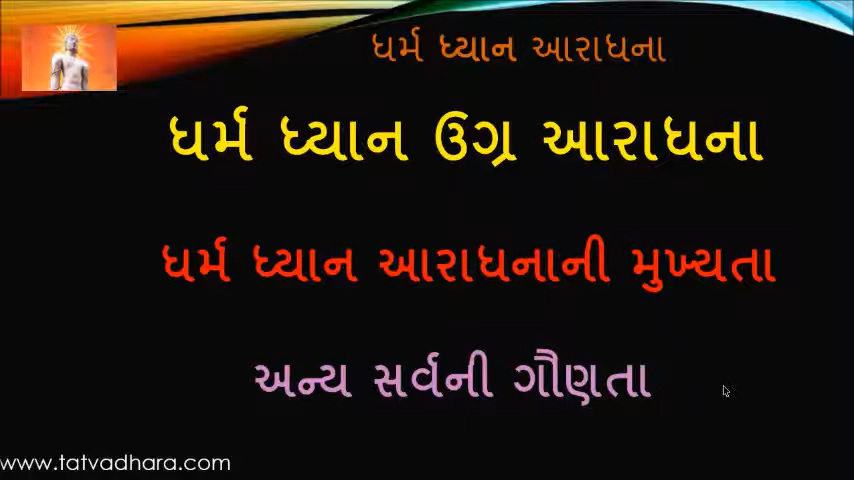 ધર્મ ધ્યાન આરાધના
ધર્મ ધ્યાન ઉગ્ર આરાધના
ધર્મ ધ્યાન આરાધનાની મુખ્યતા
અન્ય સર્વની ગૌણતા
www.tatvadhara.com